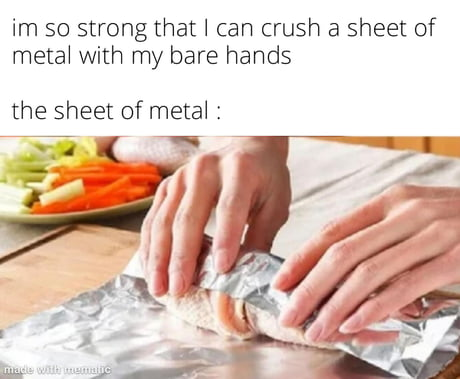 im so strong that I can crush a sheet of
metal with my bare hands
the sheet of metal :
made with mematic